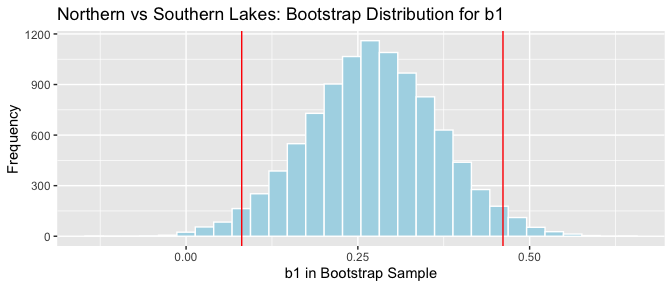 Northern vs Southern Lakes: Bootstrap Distribution for b1
1200
900
600
300
0
Frequency
0.00 0.25 0.50
b1 in Bootstrap Sample